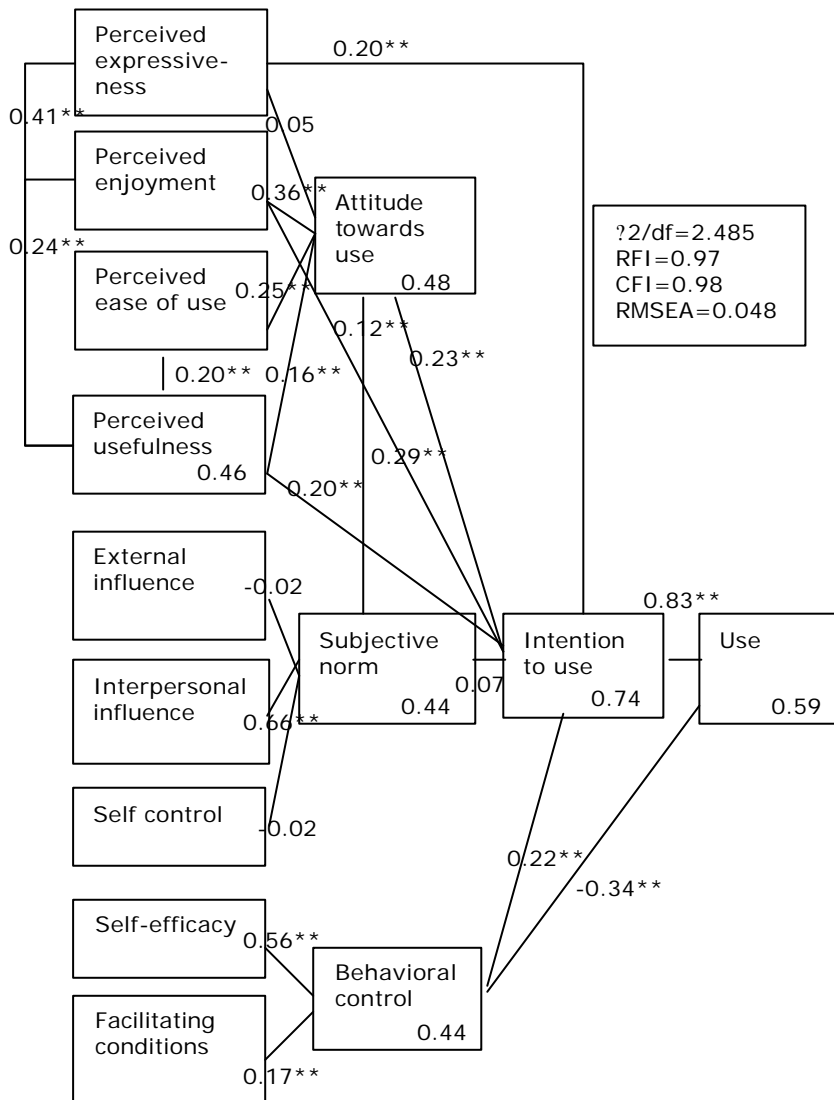 Perceived
expressive-
ness
0.20**
0.41**
0.05
Perceived
enjoyment
0.36**
Attitude
towards
use
0.48
?2/df=2.485
RFI=0.97
CFI=0.98
RMSEA=0.048
0.24**
Perceived
ease of use
0.25**
0.12**
0.23**
0.20**
0.16**
Perceived
usefulness
0.46
0.29**
0.20**
External
influence
-0.02
0.83**
Subjective
norm
0.44
0.07
Intention
to use
0.74
Use
0.59
Interpersonal
influence
0.66**
Self control
-0.02
0.22**
-0.34**
Self-efficacy
0.56**
Behavioral
control
0.44
Facilitating
conditions
0.17**